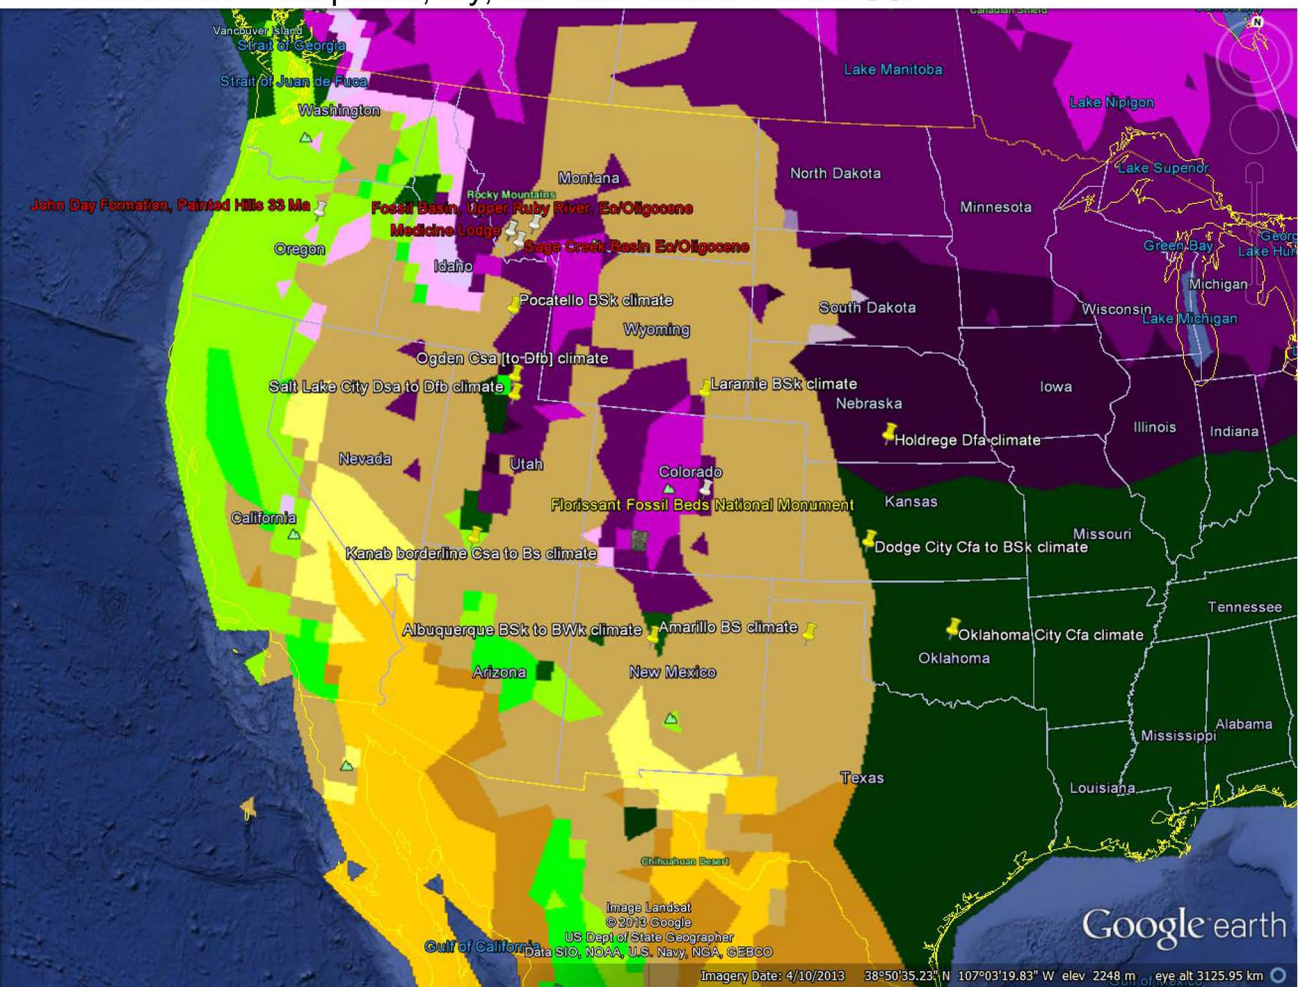 Canadian Shield
Vancouver Island
Strait of Georgia
Strait of Juan de Fuca
Washington
Lake Manitoba
Lake Nipigon
N
Lake Superior
Montana
North Dakota
Rocky Mountains
John Day Formation, Painted Hills 33 Ma
Fossil Basin, Upper Ruby River, Eo/Oligocene
Minnesota
Medicine Lodge
Sage Creek Basin Eo/Oligocene
Green Bay
Oregon
Idaho
Michigan
Pocatello BSk climate
South Dakota
Wisconsin
Lake Michigan
Wyoming
Ogden Csa [to Dfb] climate
Salt Lake City Dsa to Dfb climate
Laramie BSk climate
Iowa
Nebraska
Holdrege Dfa climate
Illinois
Indiana
Nevada
Utah
Colorado
Florissant Fossil Beds National Monument
Kansas
California
Missouri
Kanab borderline Csa to Bs climate
Dodge City Cfa to BSk climate
Tennessee
Albuquerque BSk to BWk climate
Amarillo BS climate
Oklahoma City Cfa climate
Oklahoma
Arizona
New Mexico
Alabama
Mississippi
Texas
Louisiana
Chihuahuan Desert
Image Landsat
© 2013 Google
US Dept of State Geographer
Data SIO, NOAA, U.S. Navy, NGA, GEBCO
Gulf of California
Google earth
Imagery Date: 4/10/2013 38°50'35.23" N 107°03'19.83" W elev 2248 m eye alt 3125.95 km
Gulf of Mexico